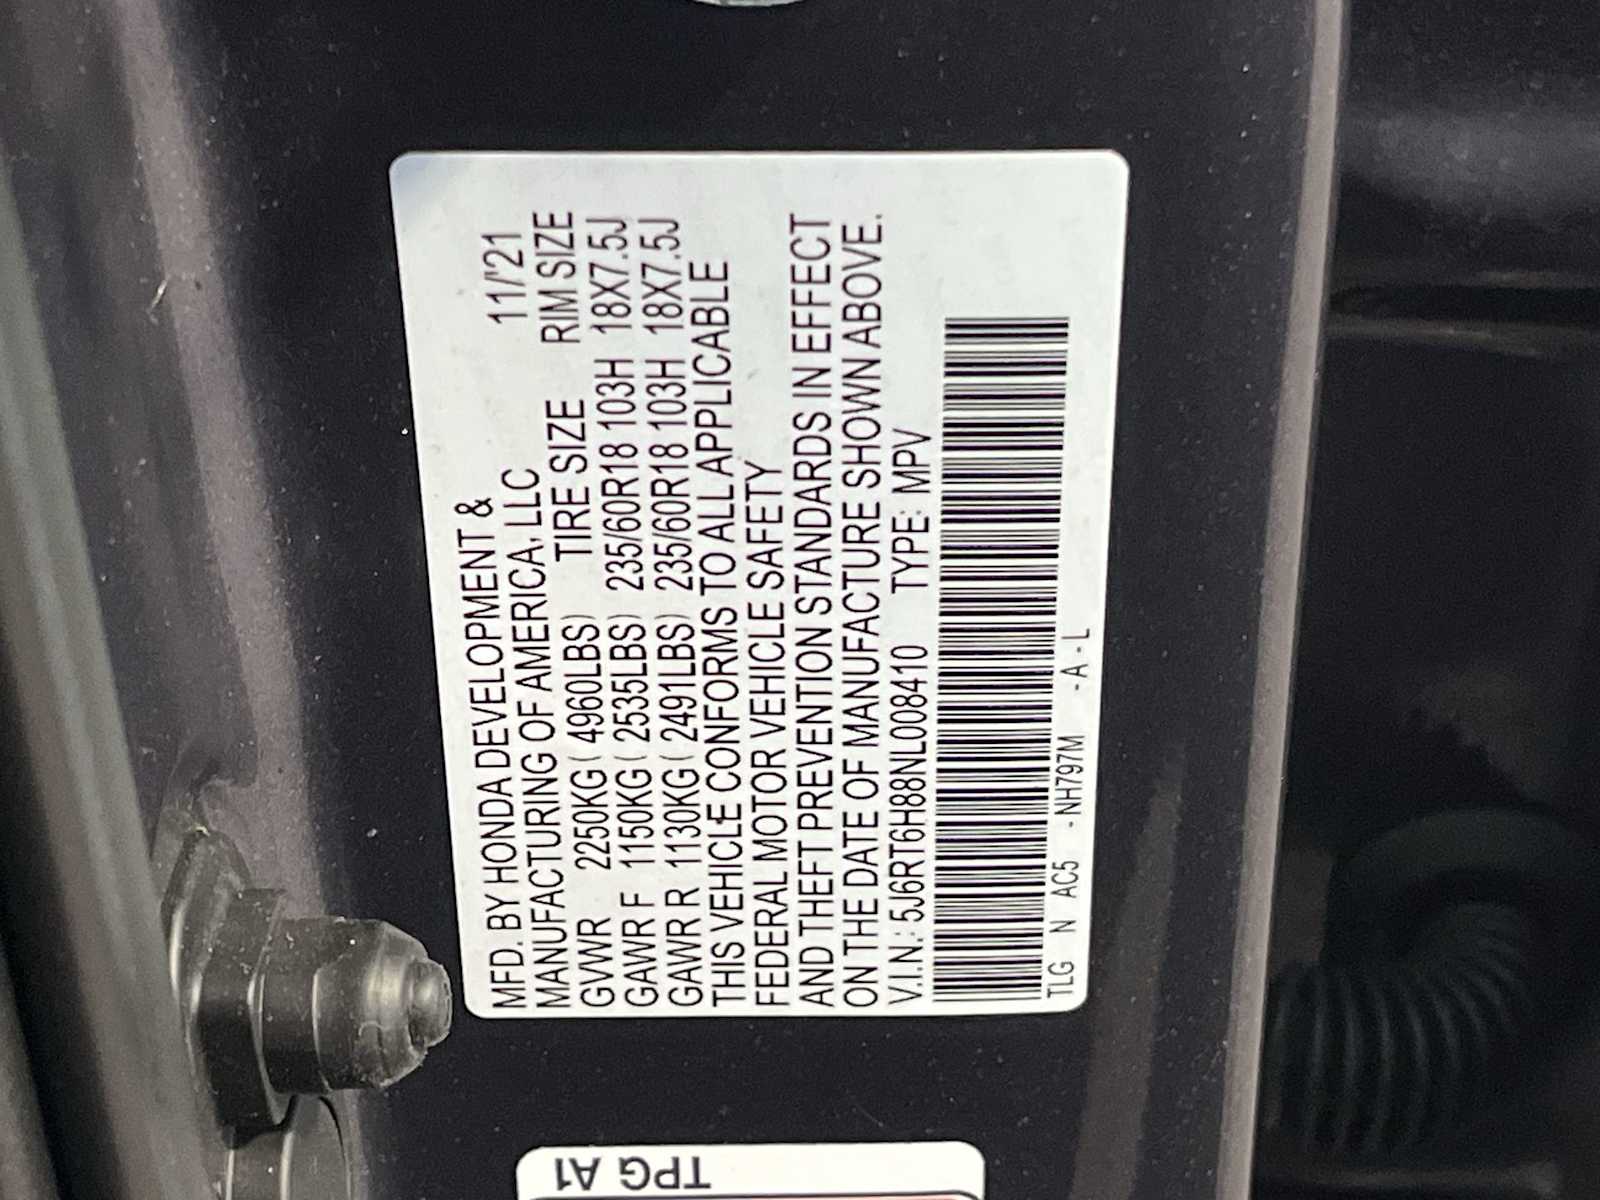 MFD. BY HONDA DEVELOPMENT &
MANUFACTURING OF AMERICA, LLC 11/'21
TIRE SIZE RIM SIZE
GVWR 2250KG ( 4960LBS)
GAWR F 1150KG ( 2535LBS) 235/60R18 103H 18X7.5J
GAWR R 1130KG ( 2491LBS) 235/60R18 103H 18X7.5J
THIS VEHICLE CONFORMS TO ALL APPLICABLE
FEDERAL MOTOR VEHICLE SAFETY
AND THEFT PREVENTION STANDARDS IN EFFECT
ON THE DATE OF MANUFACTURE SHOWN ABOVE.
V.I.N.: 5J6RT6H88NL008410 TYPE: MPV
TLG N AC5 -NH797M -A-L
TPG A1